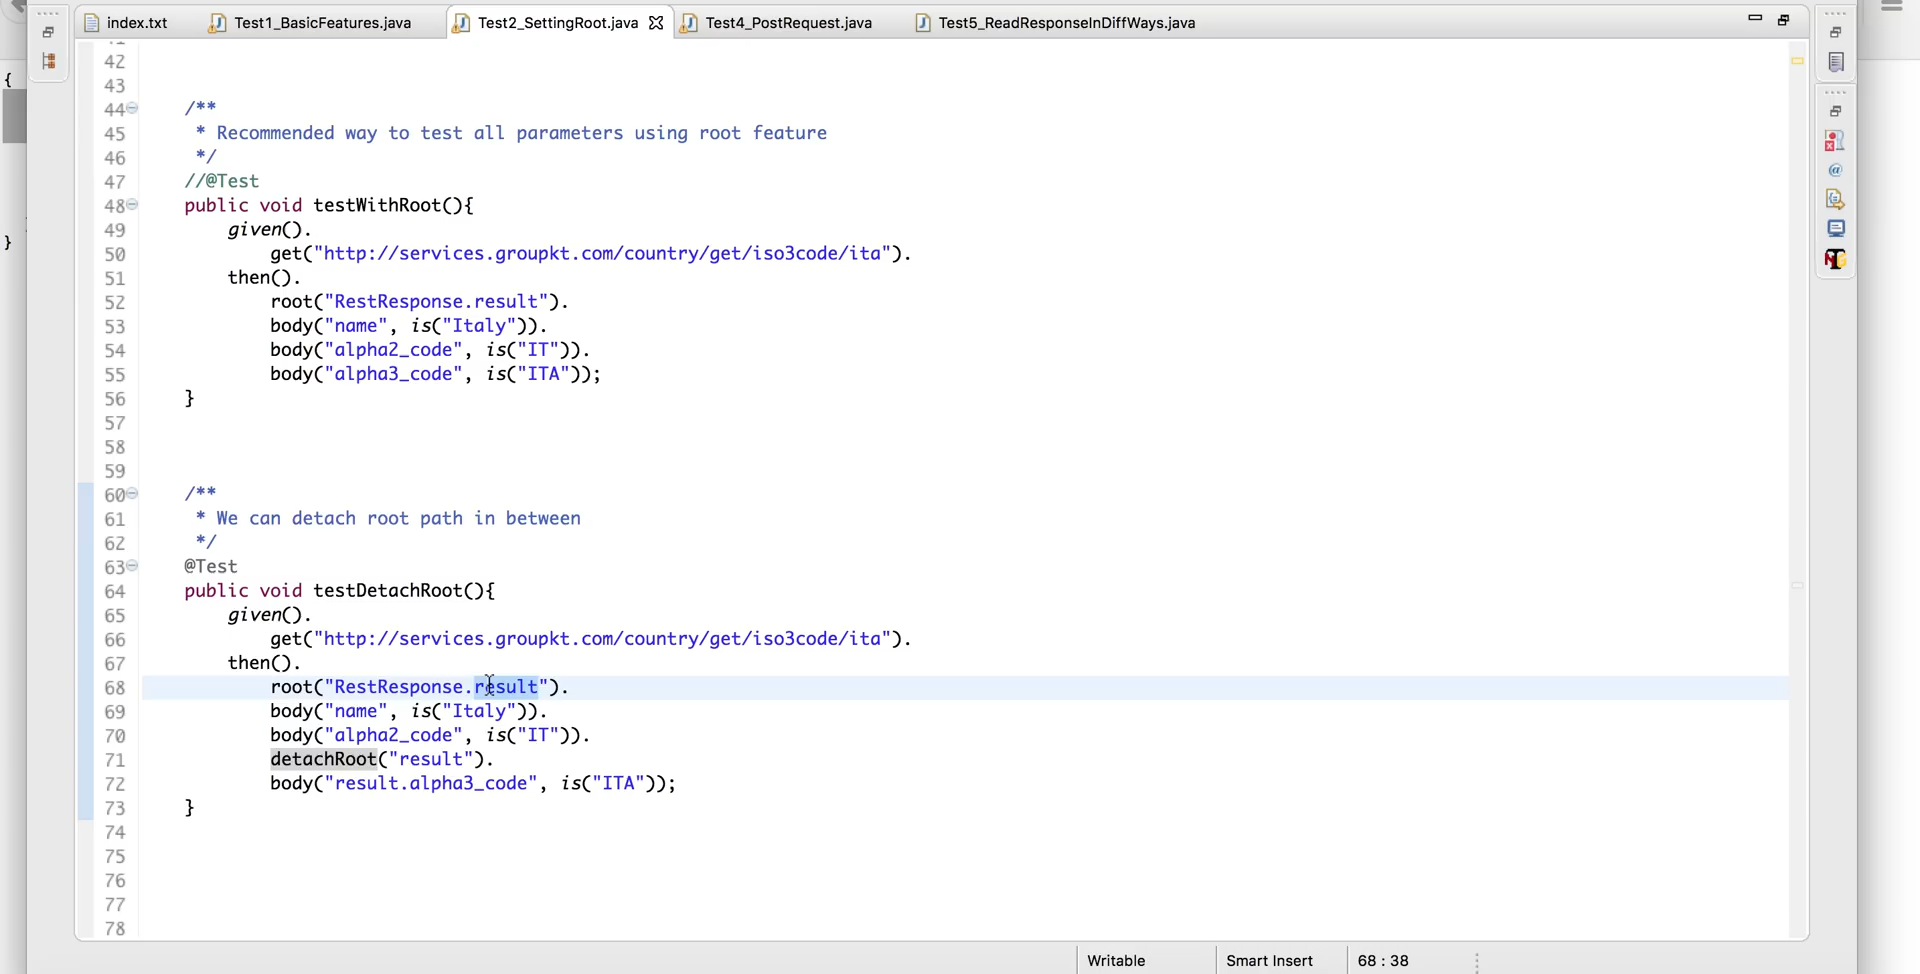 index.txt
Test1_BasicFeatures.java
Test2_SettingRoot.java
Test4_PostRequest.java
Test5_ReadResponseInDiffWays.java
{
}
42
43
44 /**
45 * Recommended way to test all parameters using root feature
46 */
47 //@Test
48 public void testWithRoot(){
49 given().
50 get("http://services.groupkt.com/country/get/iso3code/ita").
51 then().
52 root("RestResponse.result").
53 body("name", is("Italy")).
54 body("alpha2_code", is("IT")).
55 body("alpha3_code", is("ITA"));
56 }
57
58
59
60 /**
61 * We can detach root path in between
62 */
63 @Test
64 public void testDetachRoot(){
65 given().
66 get("http://services.groupkt.com/country/get/iso3code/ita").
67 then().
68 root("RestResponse.result").
69 body("name", is("Italy")).
70 body("alpha2_code", is("IT")).
71 detachRoot("result").
72 body("result.alpha3_code", is("ITA"));
73 }
74
75
76
77
78
Writable
Smart Insert
68 : 38